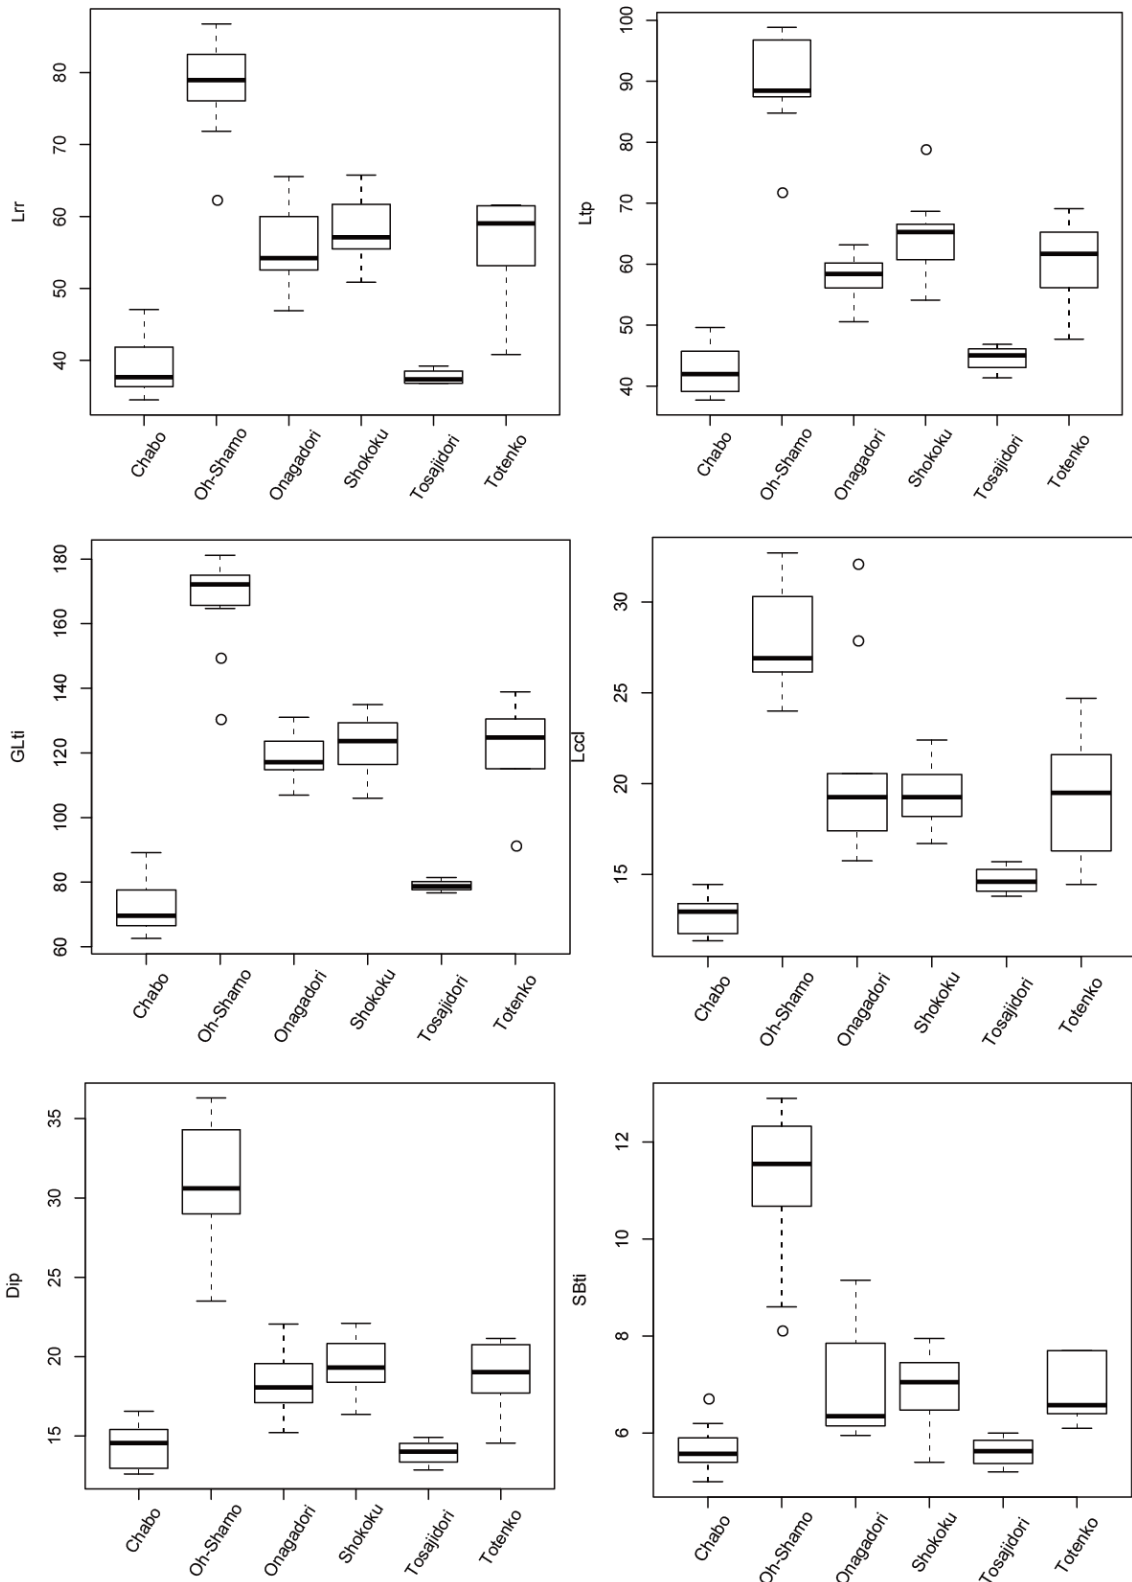 Lrr
80
70
60
50
40
Chabo
Oh-Shamo
Onagadori
Shokoku
Tosajidori
Totenko
Ltp
100
90
80
70
60
50
40
Chabo
Oh-Shamo
Onagadori
Shokoku
Tosajidori
Totenko
GLti
180
160
140
120
100
80
60
Chabo
Oh-Shamo
Onagadori
Shokoku
Tosajidori
Totenko
Lccl
30
25
20
15
Chabo
Oh-Shamo
Onagadori
Shokoku
Tosajidori
Totenko
Dip
35
30
25
20
15
Chabo
Oh-Shamo
Onagadori
Shokoku
Tosajidori
Totenko
SBti
12
10
8
6
Chabo
Oh-Shamo
Onagadori
Shokoku
Tosajidori
Totenko